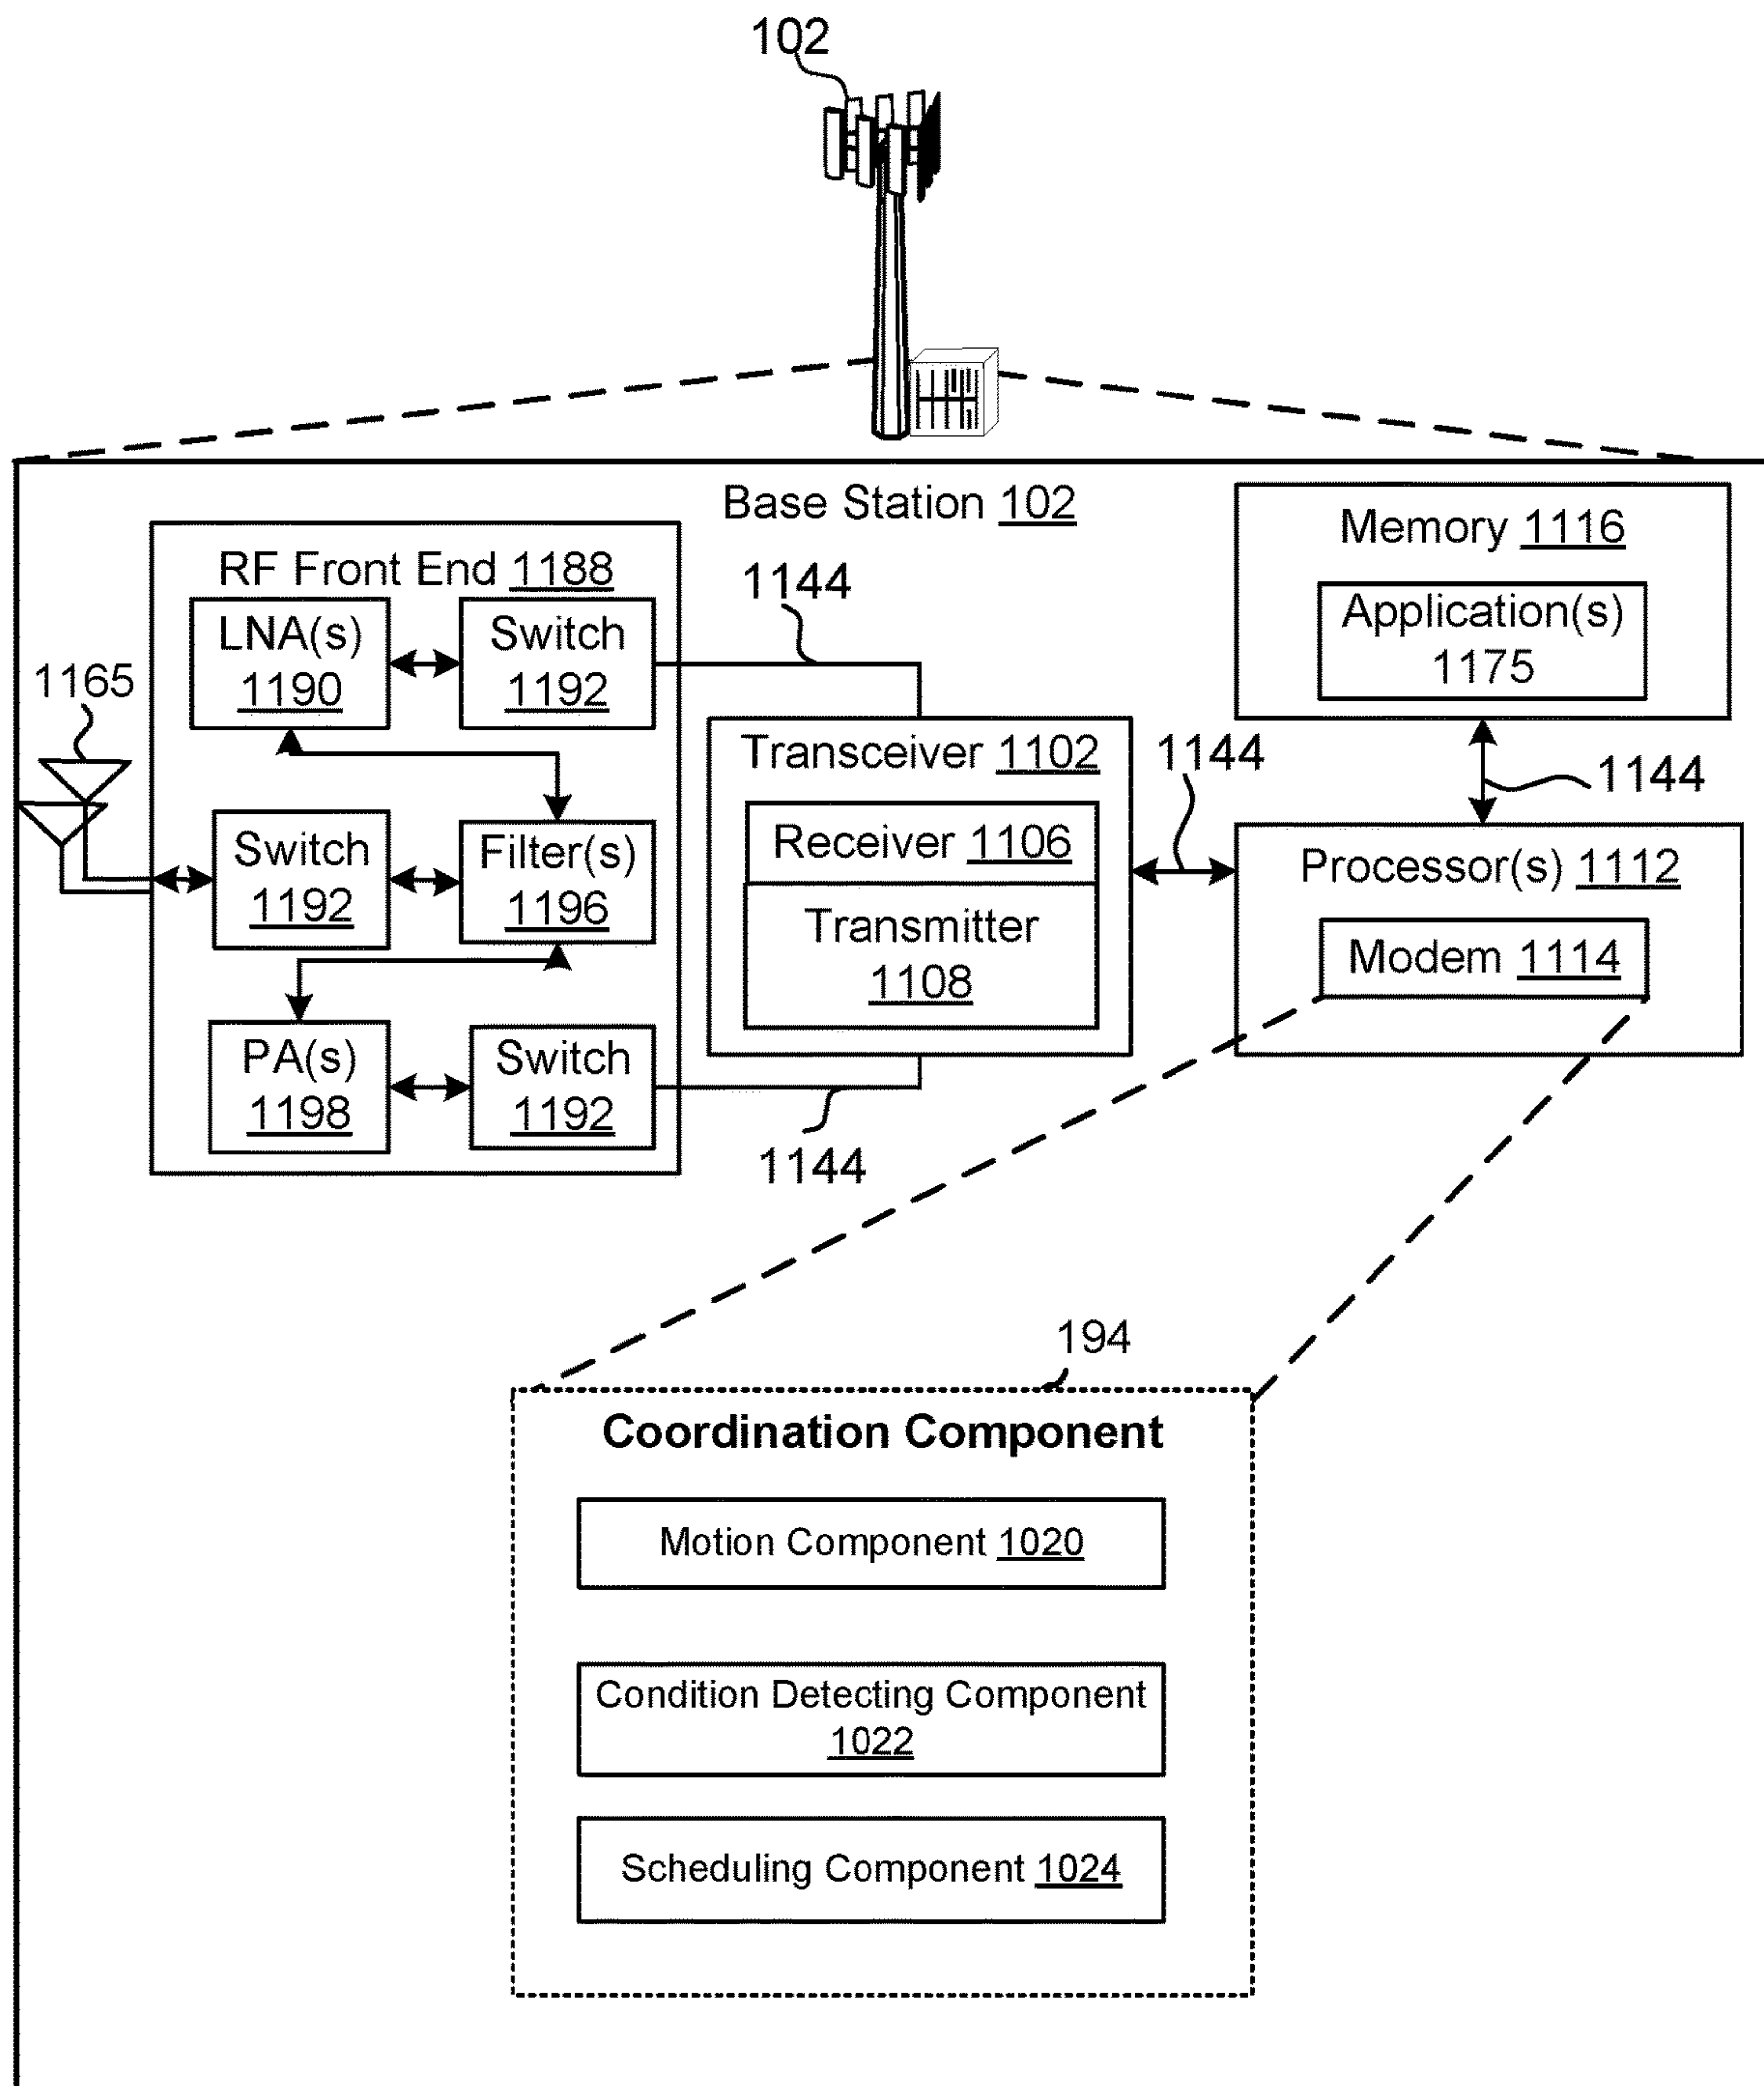 102
Base Station 102
RF Front End 1188
LNA(s)
1190
Switch
1192
1165
Switch
1192
Filter(s)
1196
PA(s)
1198
Switch
1192
1144
Transceiver 1102
Receiver 1106
Transmitter
1108
1144
1144
Memory 1116
Application(s)
1175
1144
Processor(s) 1112
Modem 1114
194
Coordination Component
Motion Component 1020
Condition Detecting Component
1022
Scheduling Component 1024